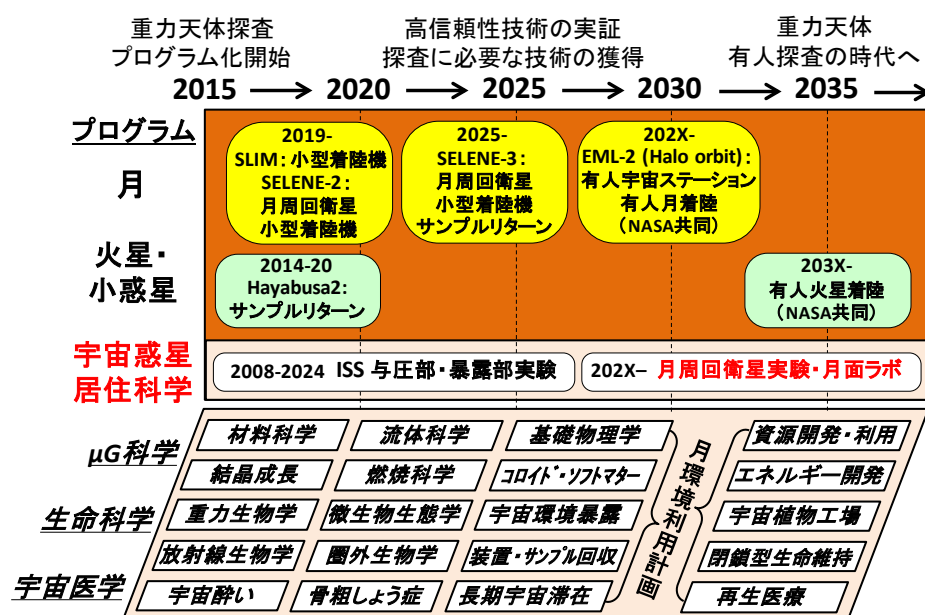 重力天体探査
プログラム化開始
高信頼性技術の実証
探査に必要な技術の獲得
重力天体
有人探査の時代へ
2015 2020 2025 2030 2035
プログラム
月
2019-
SLIM：小型着陸機
SELENE-2：
月周回衛星
小型着陸機
2025-
SELENE-3：
月周回衛星
小型着陸機
サンプルリターン
202X-
EML-2 (Halo orbit)：
有人宇宙ステーション
有人月着陸
（NASA共同）
火星・
小惑星
2014-20
Hayabusa2：
サンプルリターン
203X-
有人火星着陸
（NASA共同）
宇宙惑星
居住科学
2008-2024 ISS 与圧部・暴露部実験
202X– 月周回衛星実験・月面ラボ
μG科学
材料科学 流体科学 基礎物理学
結晶成長 燃焼科学 コロイド・ソフトマター
生命科学
重力生物学 微生物生態学 宇宙環境暴露
放射線生物学 圏外生物学 装置・サンプル回収
宇宙医学
宇宙酔い 骨粗しょう症 長期宇宙滞在
月環境利用計画
資源開発・利用
エネルギー開発
宇宙植物工場
閉鎖型生命維持
再生医療